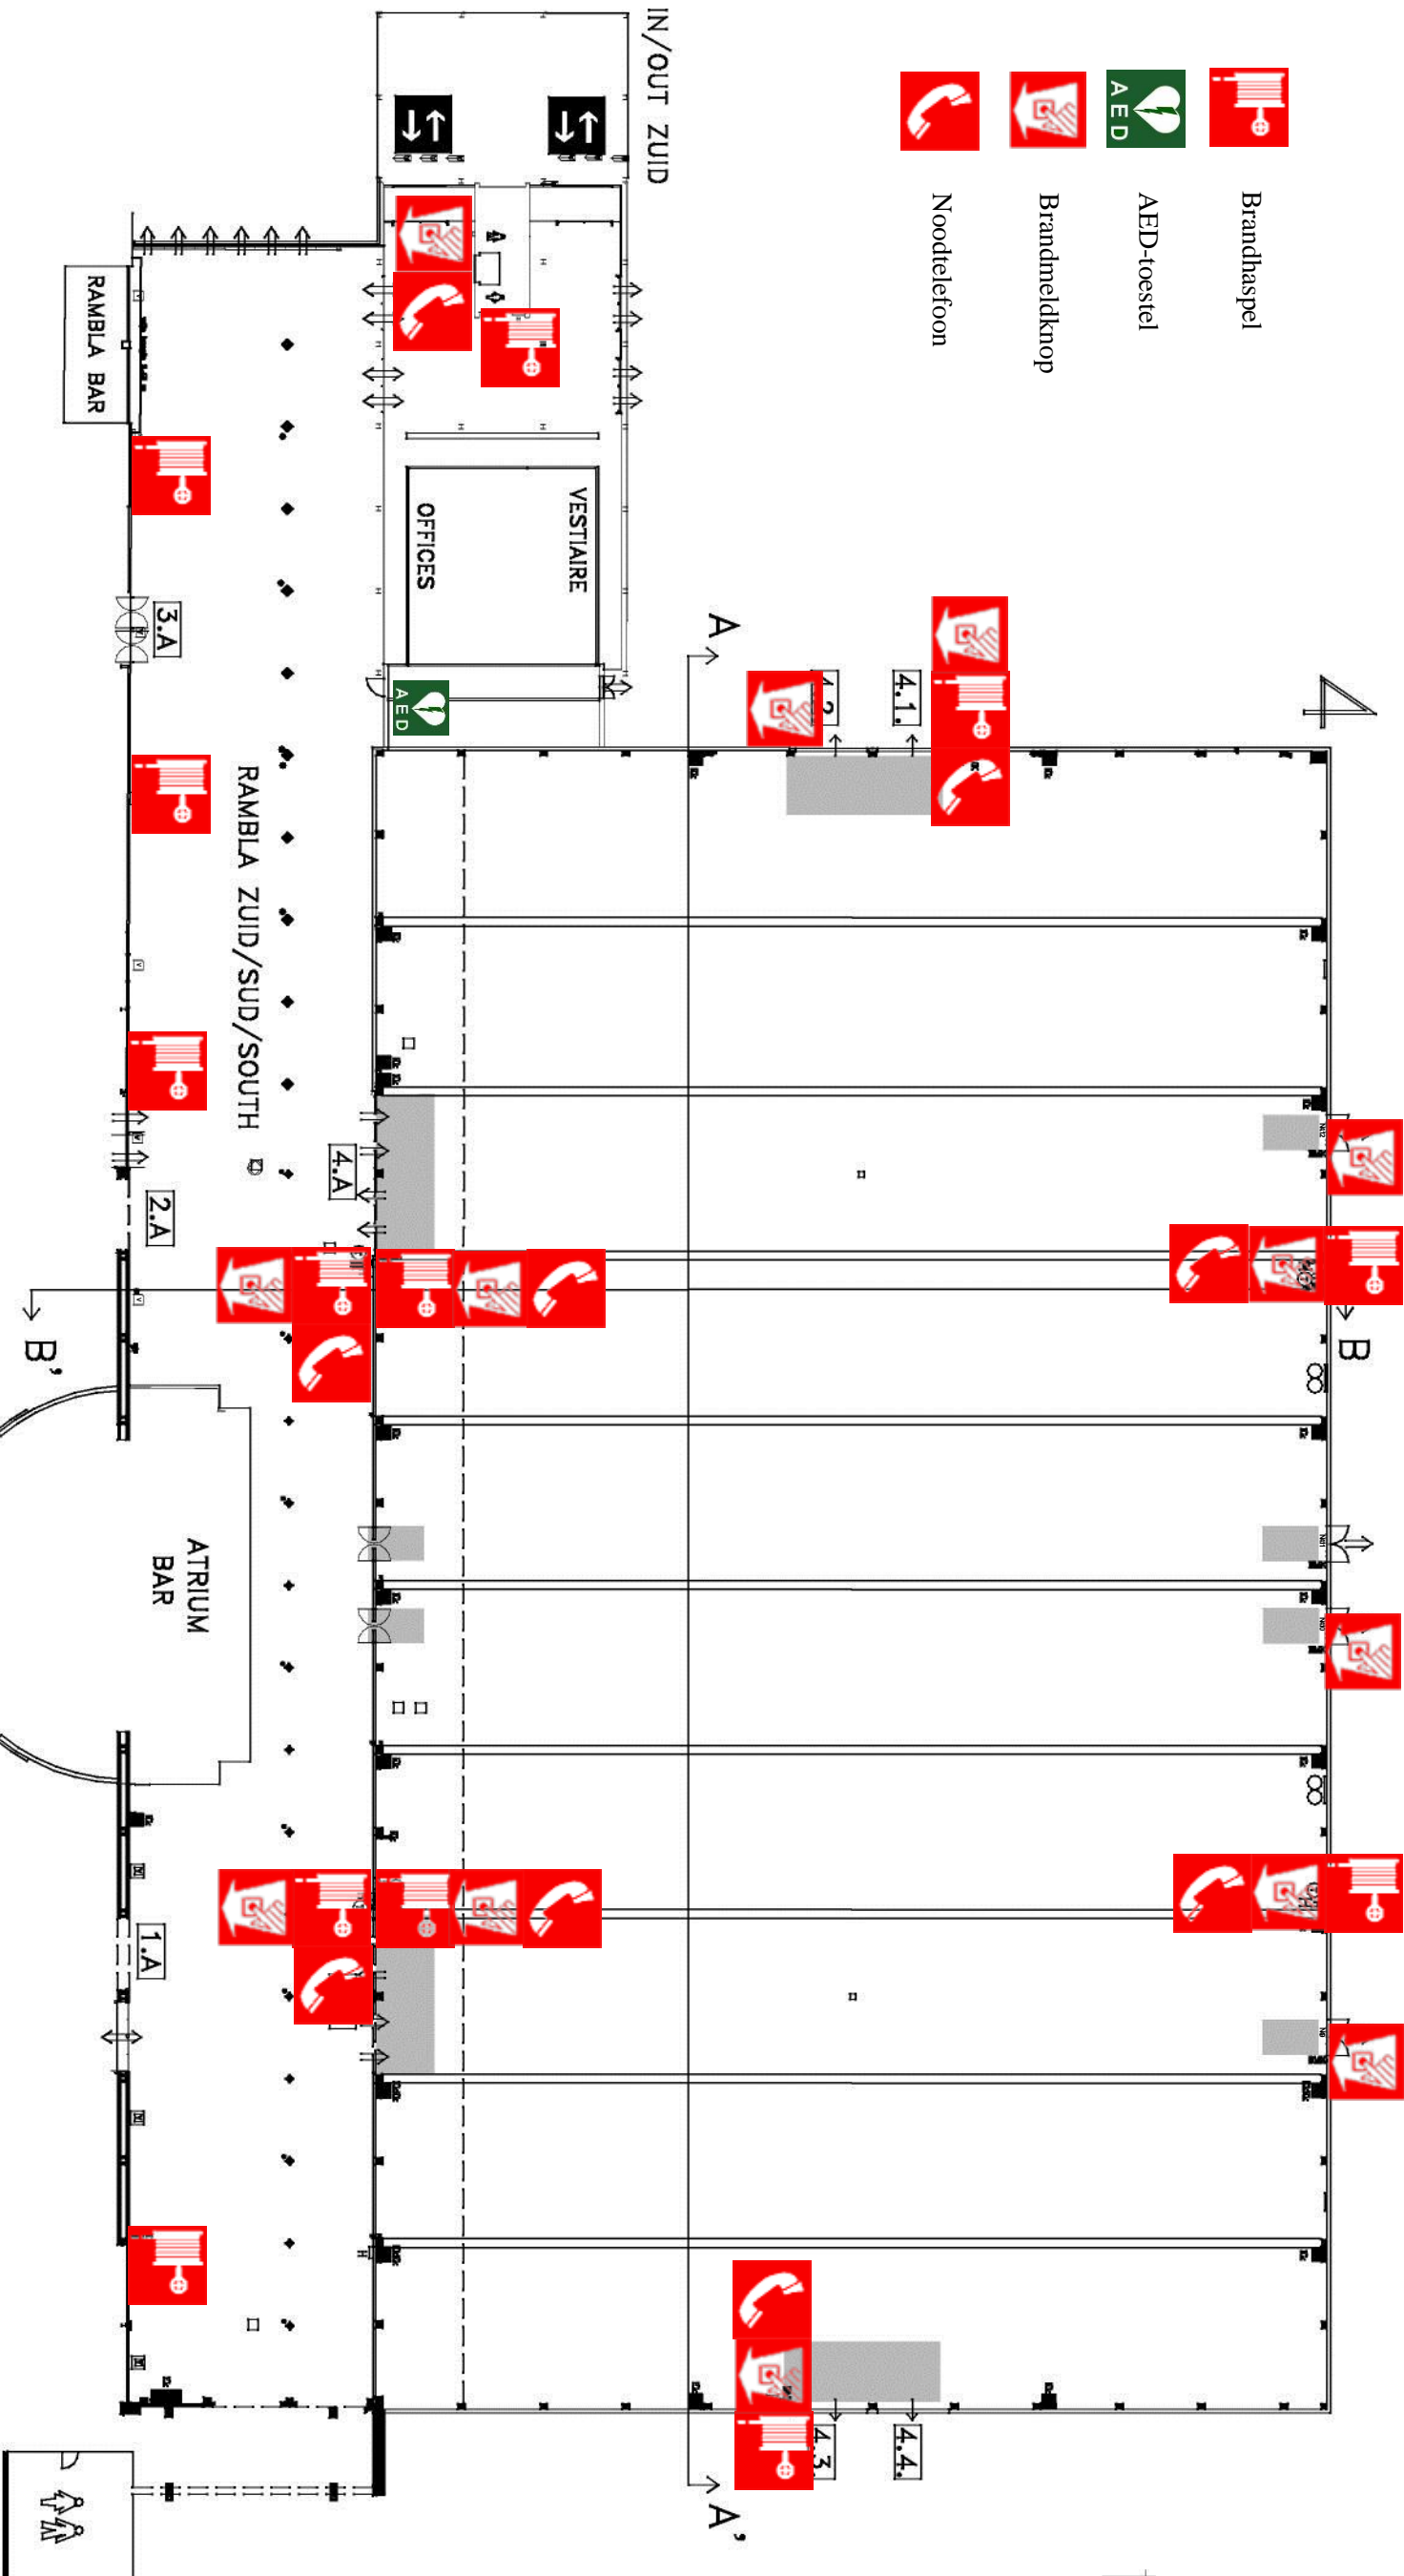 Brandhaspel
AED
AED-toestel
Brandmeldknop
Noodtelefoon
IN/OUT ZUID
4
A
4.1.
VESTIAIRE
OFFICES
AED
RAMBLA BAR
3.A
RAMBLA ZUID/SUD/SOUTH
4.A
2.A
B
B'
ATRIUM
BAR
1.A
4.4.
4.3
A'